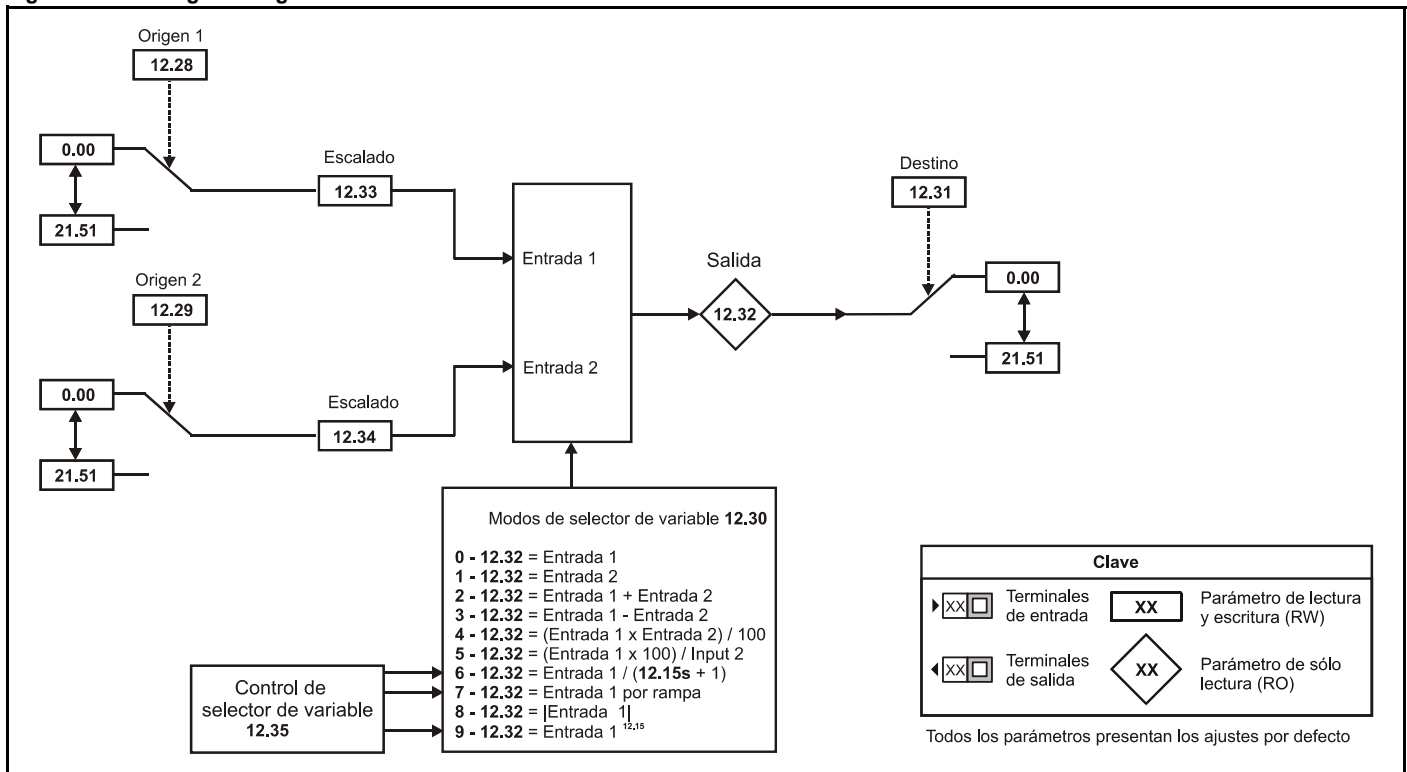 Origen 1
12.28
0.00
21.51
Escalado
12.33
Origen 2
12.29
0.00
21.51
Escalado
12.34
Entrada 1
Entrada 2
Salida
12.32
Destino
12.31
0.00
21.51
Modos de selector de variable 12.30
0 - 12.32 = Entrada 1
1 - 12.32 = Entrada 2
2 - 12.32 = Entrada 1 + Entrada 2
3 - 12.32 = Entrada 1 - Entrada 2
4 - 12.32 = (Entrada 1 x Entrada 2) / 100
5 - 12.32 = (Entrada 1 x 100) / Input 2
6 - 12.32 = Entrada 1 / (12.15s + 1)
7 - 12.32 = Entrada 1 por rampa
8 - 12.32 = |Entrada 1|
9 - 12.32 = Entrada 1 12.15
Control de
selector de variable
12.35
Clave
XX
Terminales
de entrada
XX
Parámetro de lectura
y escritura (RW)
XX
Terminales
de salida
XX
Parámetro de sólo
lectura (RO)
Todos los parámetros presentan los ajustes por defecto